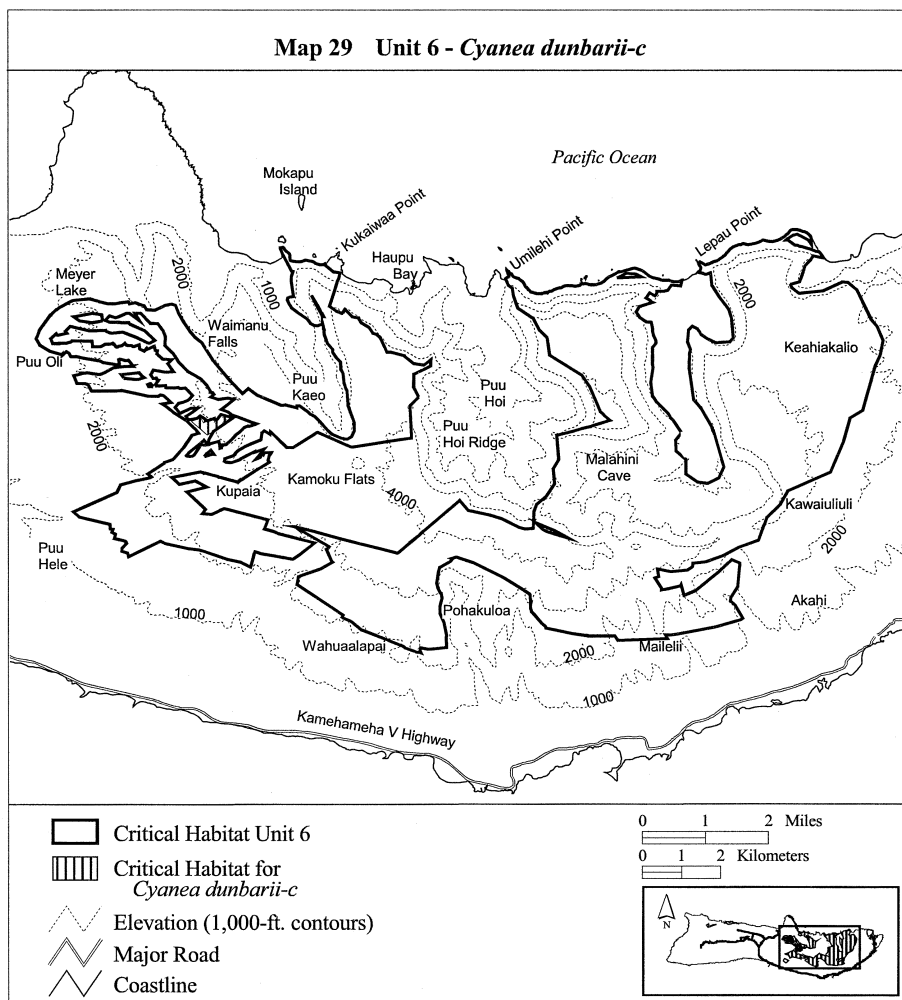 Map 29 Unit 6 - Cyanea dunbarii-c
Pacific Ocean
Mokapu
Island
Kukaiwaa Point
Haupu
Bay
Umilehi Point
Lepau Point
2000
Meyer
Lake
1000
2000
Waimanu
Falls
Keahiakalio
Puu Oli
Puu
Kaeo
Puu
Hoi
Puu
Hoi Ridge
2000
Malahini
Cave
Kamoku Flats
Kupaia
4000
Kawaiuliuli
2000
Puu
Hele
Akahi
1000
Pohakuloa
Wahuaalapai
Mailelii
2000
1000
Kamehameha V Highway
Critical Habitat Unit 6
Critical Habitat for
Cyanea dunbarii-c
Elevation (1,000-ft. contours)
Major Road
Coastline
0 1 2 Miles
0 1 2 Kilometers
N